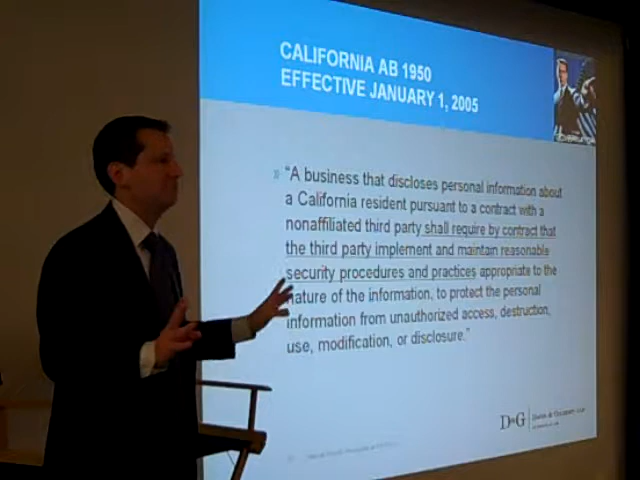 CALIFORNIA AB 1950
EFFECTIVE JANUARY 1, 2005
» “A business that discloses personal information about
a California resident pursuant to a contract with a
nonaffiliated third party shall require by contract that
the third party implement and maintain reasonable
security procedures and practices appropriate to the
nature of the information, to protect the personal
information from unauthorized access, destruction,
use, modification, or disclosure.”
D&G